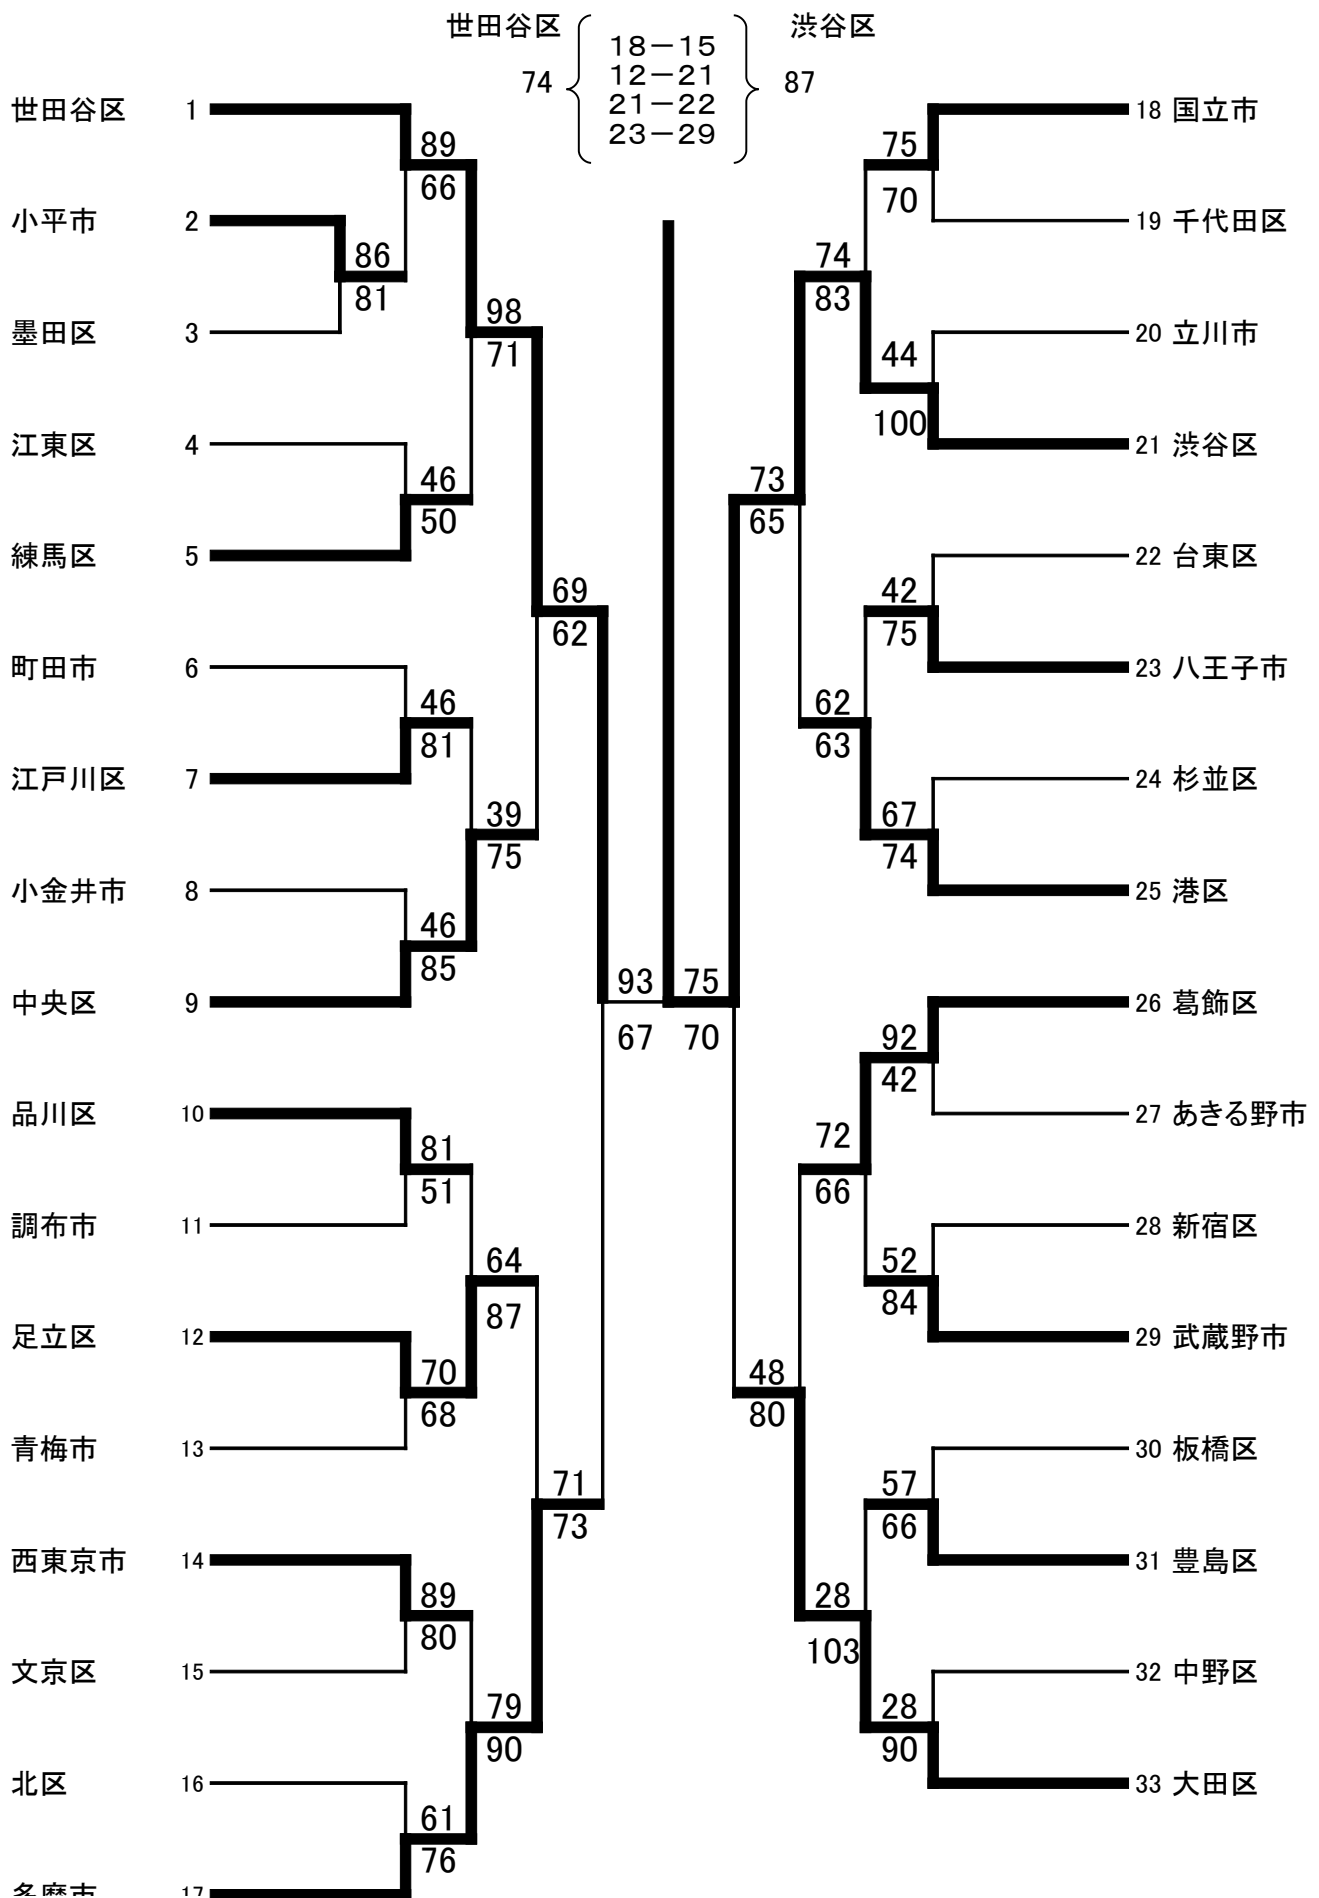 世田谷区 渋谷区
18－15
74 12－21 87
21－22
23－29
世田谷区 1
89
66
小平市 2
86
81
墨田区 3
98
71
江東区 4
46
50
練馬区 5
69
62
町田市 6
46
81
江戸川区 7
39
75
小金井市 8
46
85
中央区 9
93
67
品川区 10
81
51
調布市 11
64
87
足立区 12
70
68
青梅市 13
71
73
西東京市 14
89
80
文京区 15
79
90
北区 16
61
76
多摩市 17
18 国立市
75
70
19 千代田区
74
83
20 立川市
44
100
21 渋谷区
73
65
22 台東区
42
75
23 八王子市
62
63
24 杉並区
67
74
25 港区
75
70
26 葛飾区
92
42
27 あきる野市
72
66
28 新宿区
52
84
29 武蔵野市
48
80
30 板橋区
57
66
31 豊島区
28
103
32 中野区
28
90
33 大田区